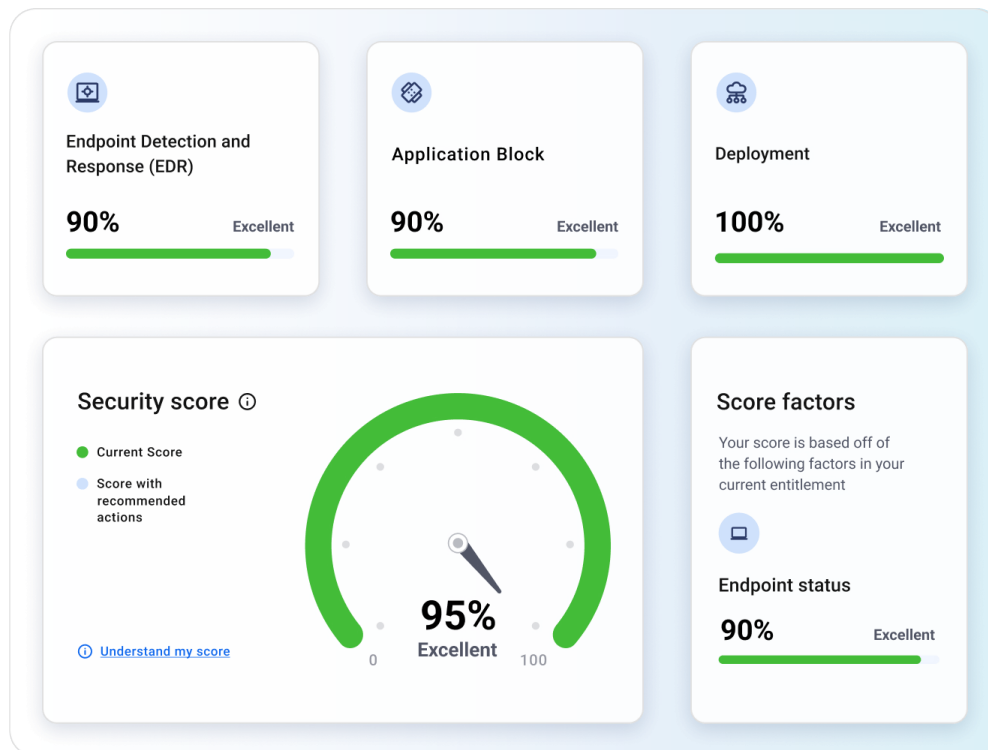 Endpoint Detection and
Response (EDR)
90%
Excellent
Application Block
90%
Excellent
Deployment
100%
Excellent
Security score
Current Score
Score with
recommended
actions
Understand my score
95%
Excellent
0
100
Score factors
Your score is based off of
the following factors in your
current entitlement
Endpoint status
90%
Excellent